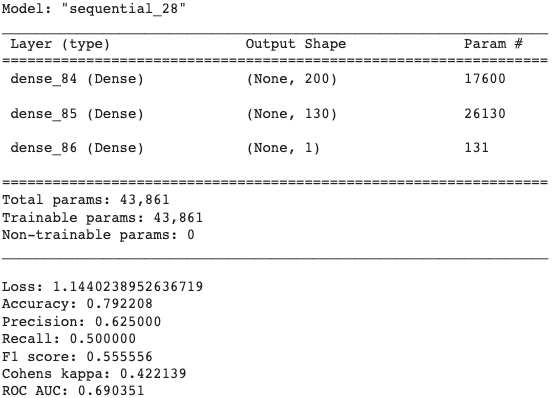 Model: "sequential_28"
Layer (type) Output Shape Param #
dense_84 (Dense) (None, 200) 17600
dense_85 (Dense) (None, 130) 26130
dense_86 (Dense) (None, 1) 131
Total params: 43,861
Trainable params: 43,861
Non-trainable params: 0
Loss: 1.1440238952636719
Accuracy: 0.792208
Precision: 0.625000
Recall: 0.500000
F1 score: 0.555556
Cohens kappa: 0.422139
ROC AUC: 0.690351